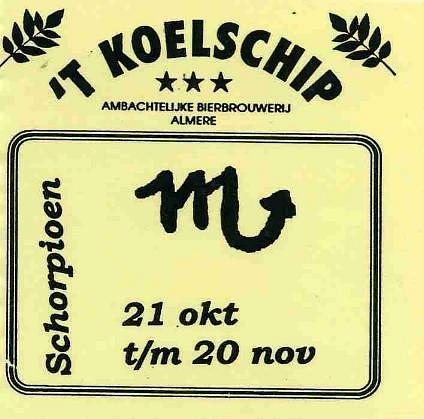 'T KOELSCHIP
AMBACHTELIJKE BIERBROUWERIJ
ALMERE
Schorpioen
21 okt
t/m 20 nov